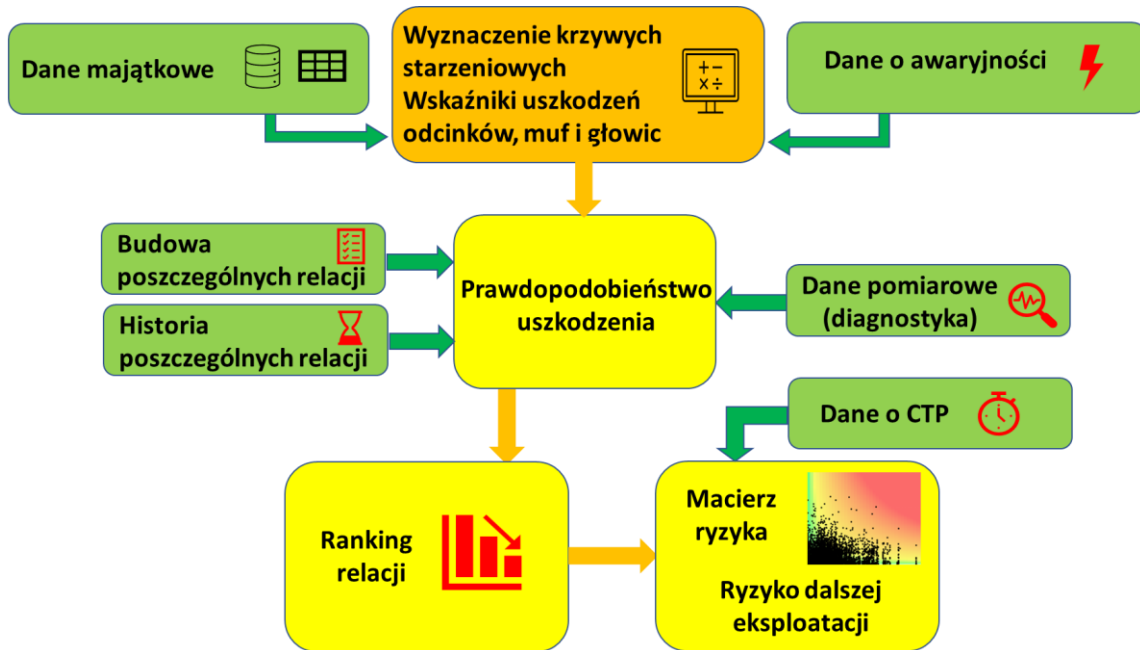 Dane majątkowe
Wyznaczenie krzywych
starzeniowych
Wskaźniki uszkodzeń
odcinków, muf i głowic
+ -
x ÷
Dane o awaryjności
Budowa
poszczególnych relacji
Historia
poszczególnych relacji
Prawdopodobieństwo
uszkodzenia
Dane pomiarowe
(diagnostyka)
Dane o CTP
Ranking
relacji
Macierz
ryzyka
Ryzyko dalszej
eksploatacji